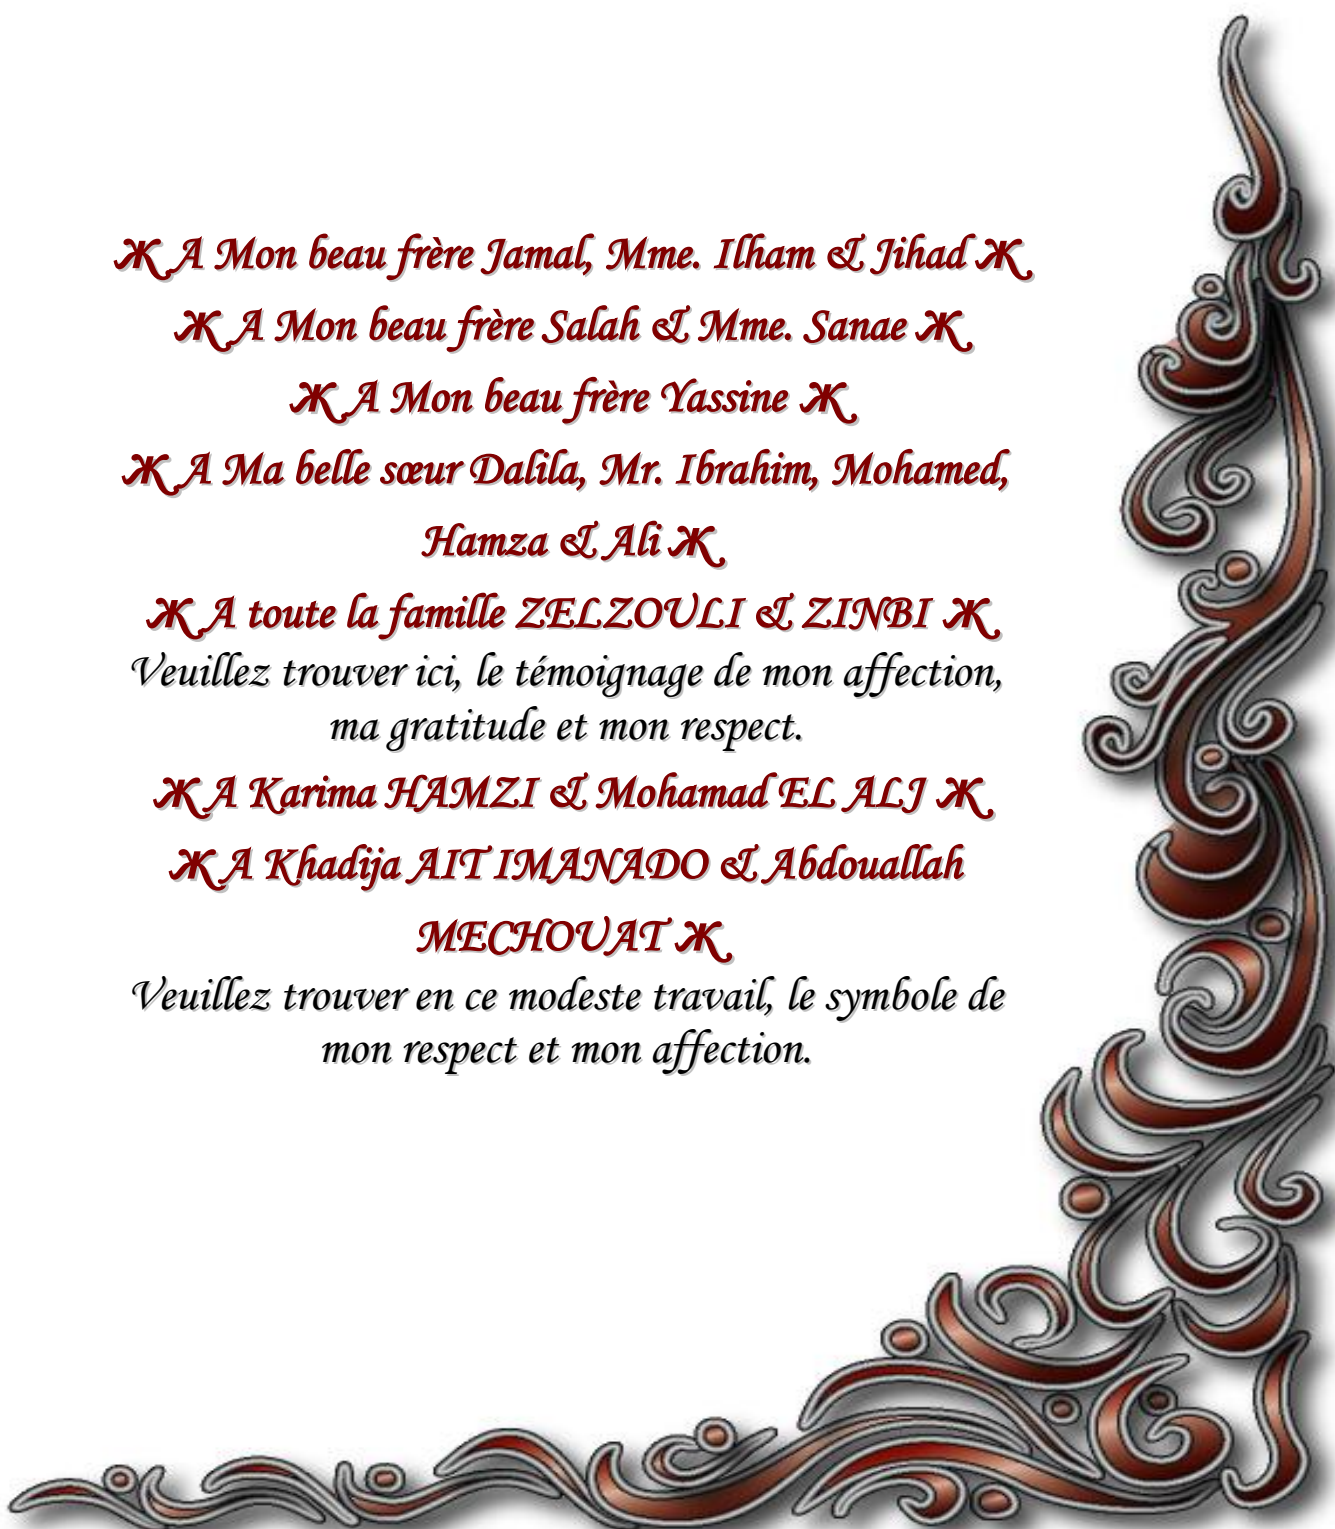 Ж A Mon beau frère Jamal, Mme. Ilham & Jihad Ж
Ж A Mon beau frère Salah & Mme. Sanae Ж
Ж A Mon beau frère Yassine Ж
Ж A Ma belle sœur Dalila, Mr. Ibrahim, Mohamed,
Hamza & Ali Ж
Ж A toute la famille ZELZOULI & ZINBI Ж
Veuillez trouver ici, le témoignage de mon affection,
ma gratitude et mon respect.
Ж A Karima HAMZI & Mohamad EL ALJ Ж
Ж A Khadija AIT IMANADO & Abdouallah
MECHOUAT Ж
Veuillez trouver en ce modeste travail, le symbole de
mon respect et mon affection.